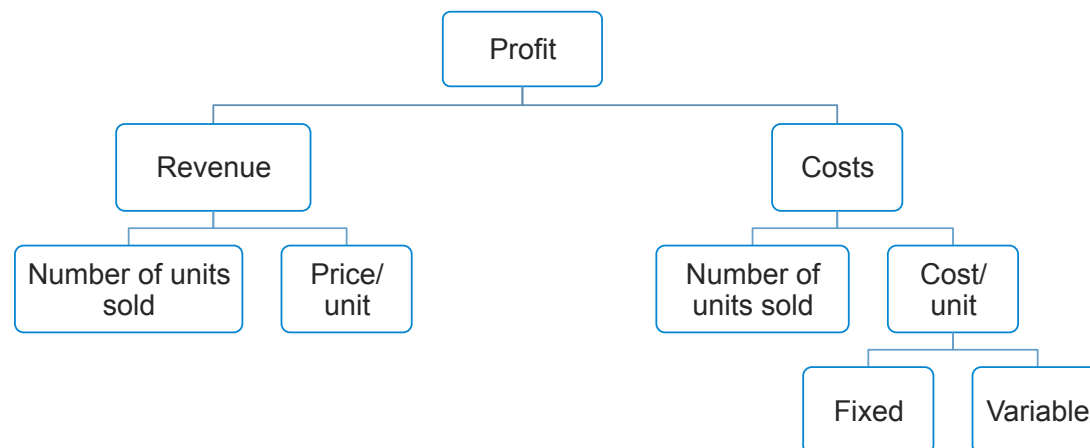 Profit
Revenue
Costs
Number of units
sold
Price/
unit
Number of
units sold
Cost/
unit
Fixed
Variable